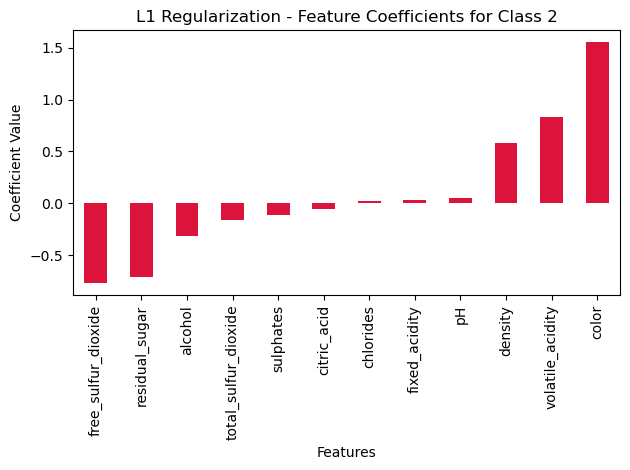 L1 Regularization - Feature Coefficients for Class 2
Coefficient Value
1.5
1.0
0.5
0.0
−0.5
free_sulfur_dioxide
residual_sugar
alcohol
total_sulfur_dioxide
sulphates
citric_acid
chlorides
fixed_acidity
pH
density
volatile_acidity
color
Features